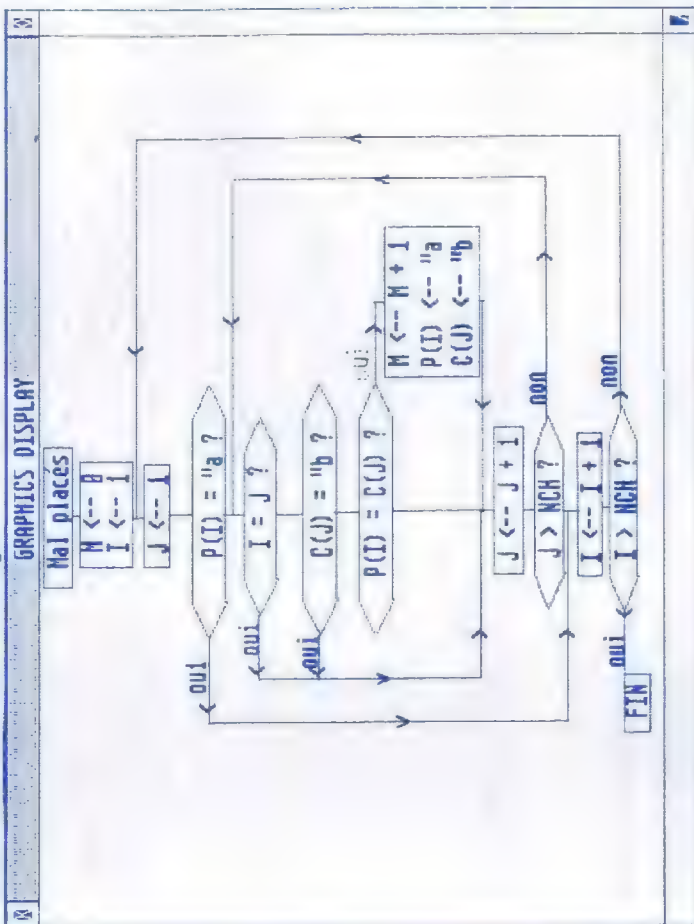 GRAPHICS DISPLAY
Mal placés
M <-- 0
I <-- 1
J <-- 1
P(I) = "a ?
oui
I = J ?
oui
C(J) = "b ?
oui
P(I) = C(J) ?
oui
M <-- M + 1
P(I) <-- "a
C(J) <-- "b
J <-- J + 1
J > NCH ?
non
I <-- I + 1
I > NCH ?
non
oui
FIN